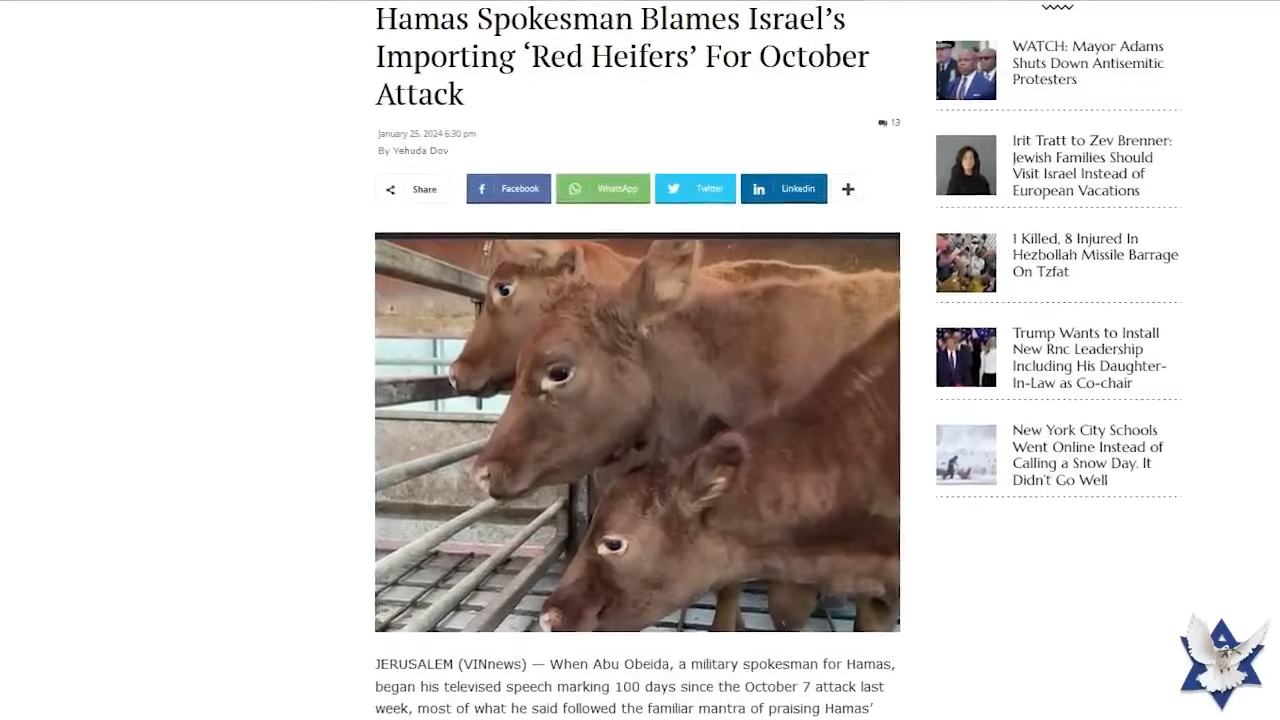 Hamas Spokesman Blames Israel’s
Importing ‘Red Heifers’ For October
Attack
January 25, 2024 6:30 pm
13
By Yehuda Dov
Share
Facebook
WhatsApp
Twitter
Linkedin
JERUSALEM (VINnews) — When Abu Obeida, a military spokesman for Hamas,
began his televised speech marking 100 days since the October 7 attack last
week, most of what he said followed the familiar mantra of praising Hamas’
WATCH: Mayor Adams
Shuts Down Antisemitic
Protesters
Irit Tratt to Zev Brenner:
Jewish Families Should
Visit Israel Instead of
European Vacations
1 Killed, 8 Injured In
Hezbollah Missile Barrage
On Tzfat
Trump Wants to Install
New Rnc Leadership
Including His Daughter-
In-Law as Co-chair
New York City Schools
Went Online Instead of
Calling a Snow Day. It
Didn’t Go Well